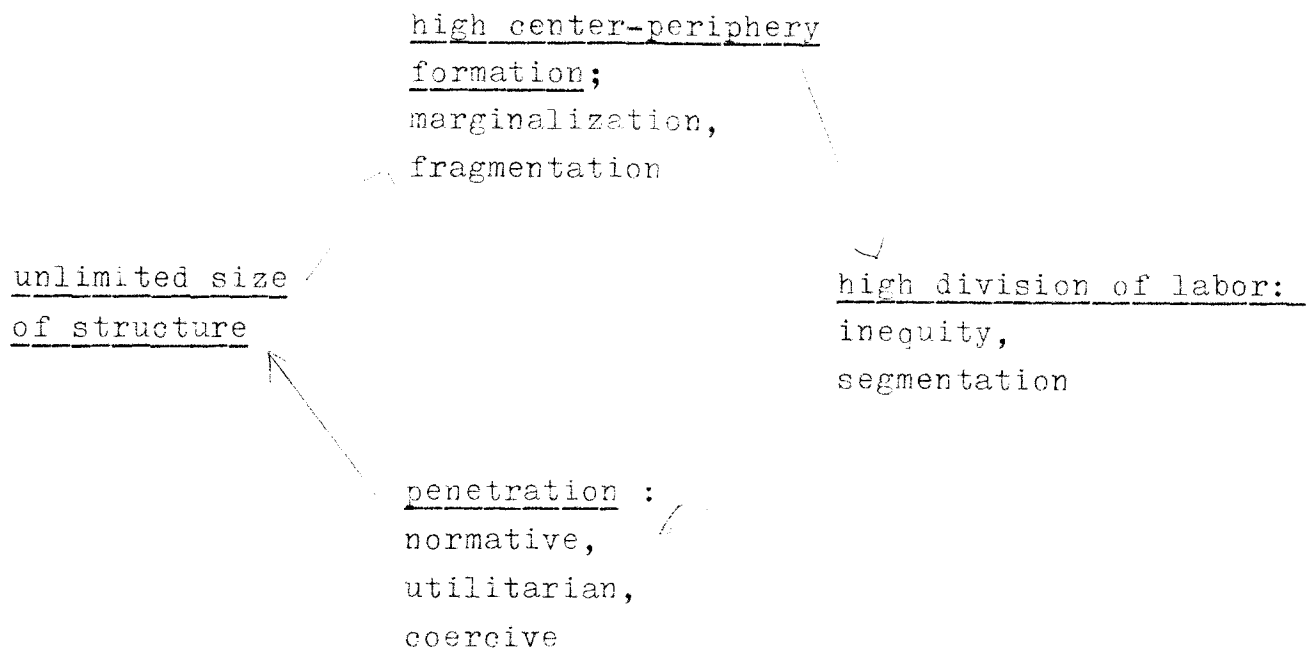 high center-periphery
formation;
marginalization,
fragmentation
unlimited size
of structure
high division of labor:
inequity,
segmentation
penetration :
normative,
utilitarian,
coercive